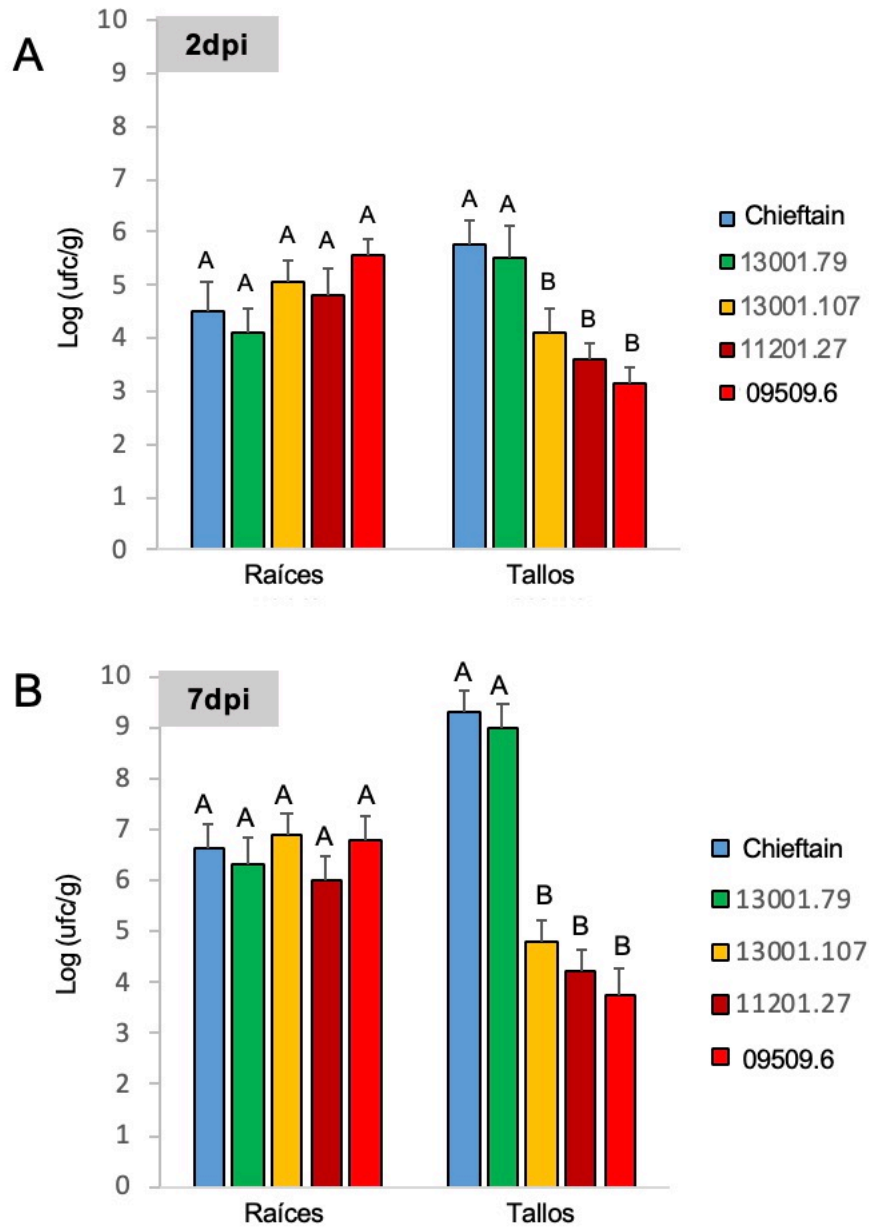 A
2dpi
10
9
8
7
6
5
4
3
2
1
0
Log (ufc/g)
A
A
A
A
A
A
A
B
B
B
Raíces
Tallos
Chieftain
13001.79
13001.107
11201.27
09509.6
B
7dpi
10
9
8
7
6
5
4
3
2
1
0
Log (ufc/g)
A
A
A
A
A
A
A
B
B
B
Raíces
Tallos
Chieftain
13001.79
13001.107
11201.27
09509.6